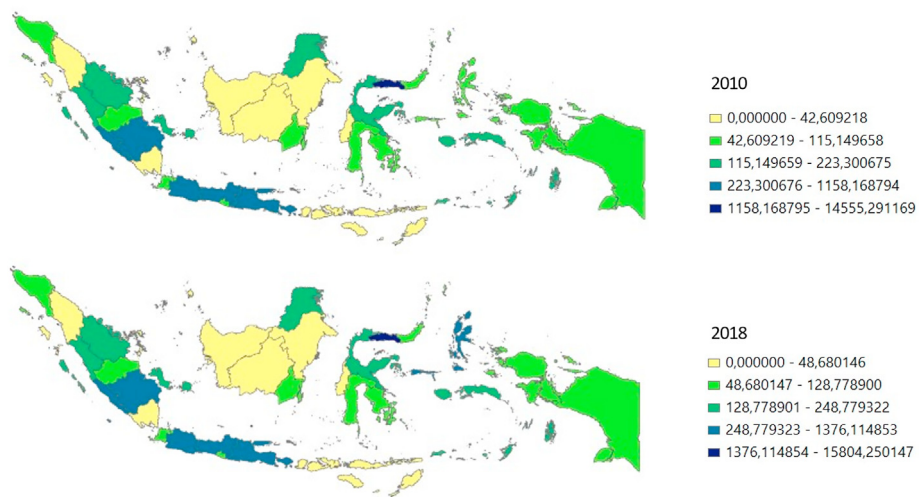 2010
0,000000 - 42,609218
42,609219 - 115,149658
115,149659 - 223,300675
223,300676 - 1158,168794
1158,168795 - 14555,291169
2018
0,000000 - 48,680146
48,680147 - 128,778900
128,778901 - 248,779322
248,779323 - 1376,114853
1376,114854 - 15804,250147